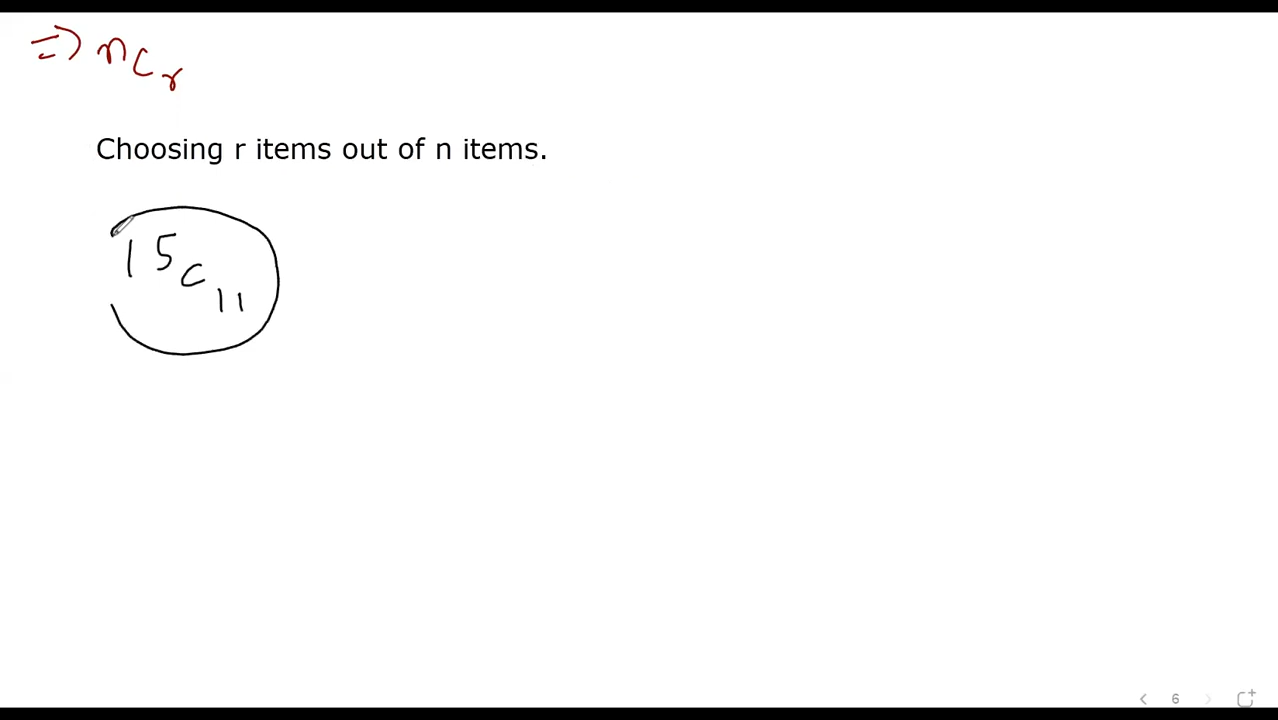 ⇒ nCr
Choosing r items out of n items.
15C11
6